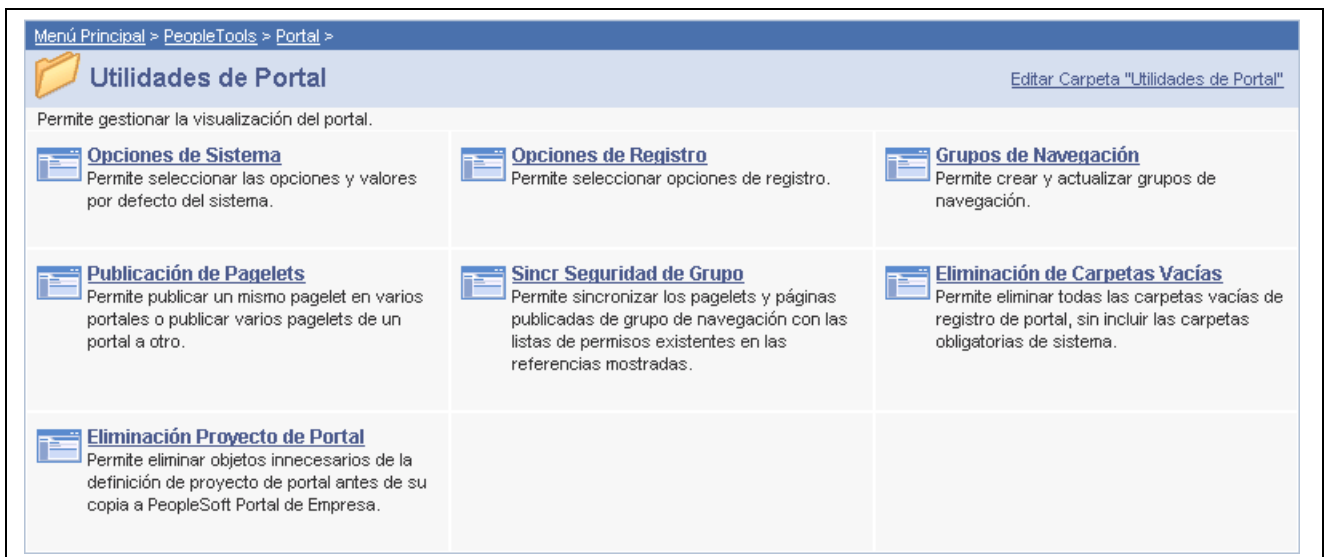 Menú Principal > PeopleTools > Portal >
Utilidades de Portal
Editar Carpeta "Utilidades de Portal"
Permite gestionar la visualización del portal.
Opciones de Sistema
Permite seleccionar las opciones y valores
por defecto del sistema.
Opciones de Registro
Permite seleccionar opciones de registro.
Grupos de Navegación
Permite crear y actualizar grupos de
navegación.
Publicación de Pagelets
Permite publicar un mismo pagelet en varios
portales o publicar varios pagelets de un
portal a otro.
Sincr Seguridad de Grupo
Permite sincronizar los pagelets y páginas
publicadas de grupo de navegación con las
listas de permisos existentes en las
referencias mostradas.
Eliminación de Carpetas Vacías
Permite eliminar todas las carpetas vacías de
registro de portal, sin incluir las carpetas
obligatorias de sistema.
Eliminación Proyecto de Portal
Permite eliminar objetos innecesarios de la
definición de proyecto de portal antes de su
copia a PeopleSoft Portal de Empresa.